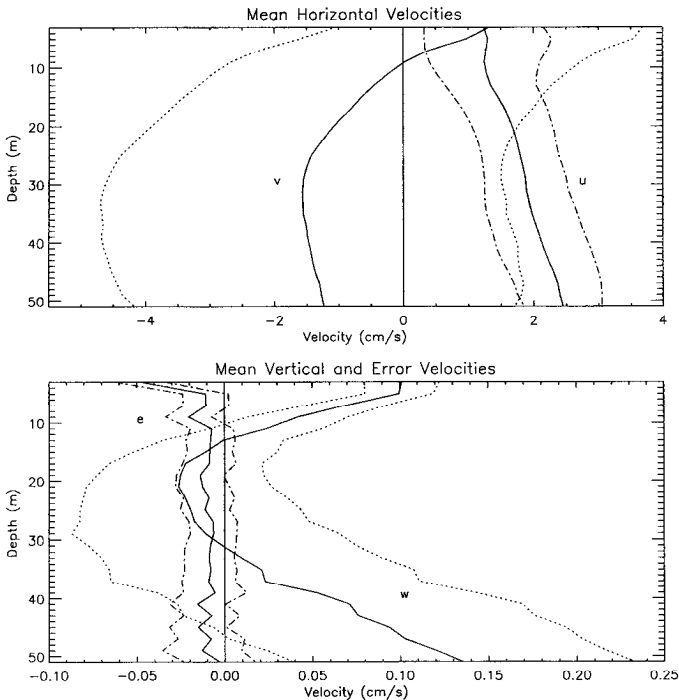 Mean Horizontal Velocities
10
20
30
40
50
Depth (m)
v
u
-4
-2
0
2
4
Velocity (cm/s)
Mean Vertical and Error Velocities
10
20
30
40
50
Depth (m)
e
w
-0.10
-0.05
0.00
0.05
0.10
0.15
0.20
0.25
Velocity (cm/s)